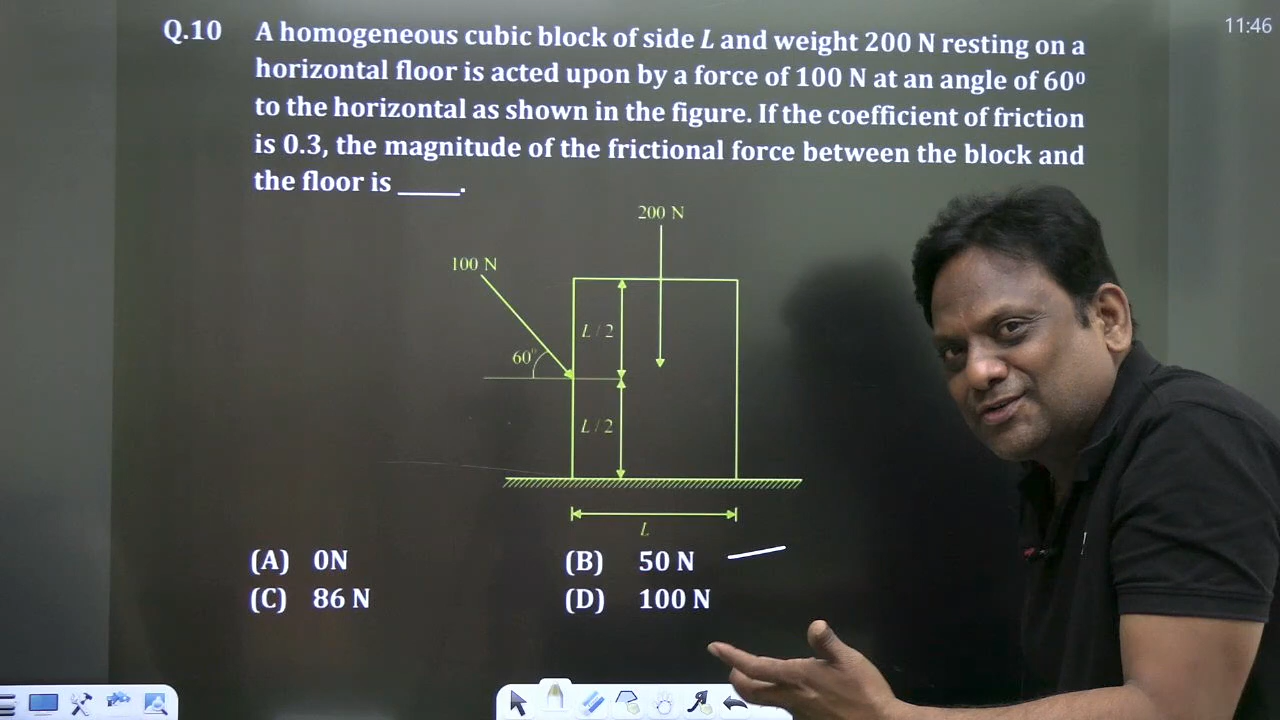 11:46
Q.10 A homogeneous cubic block of side L and weight 200 N resting on a
horizontal floor is acted upon by a force of 100 N at an angle of 60⁰
to the horizontal as shown in the figure. If the coefficient of friction
is 0.3, the magnitude of the frictional force between the block and
the floor is _____.
200 N
100 N
L / 2
60⁰
L / 2
L
(A) 0N (B) 50 N
(C) 86 N (D) 100 N